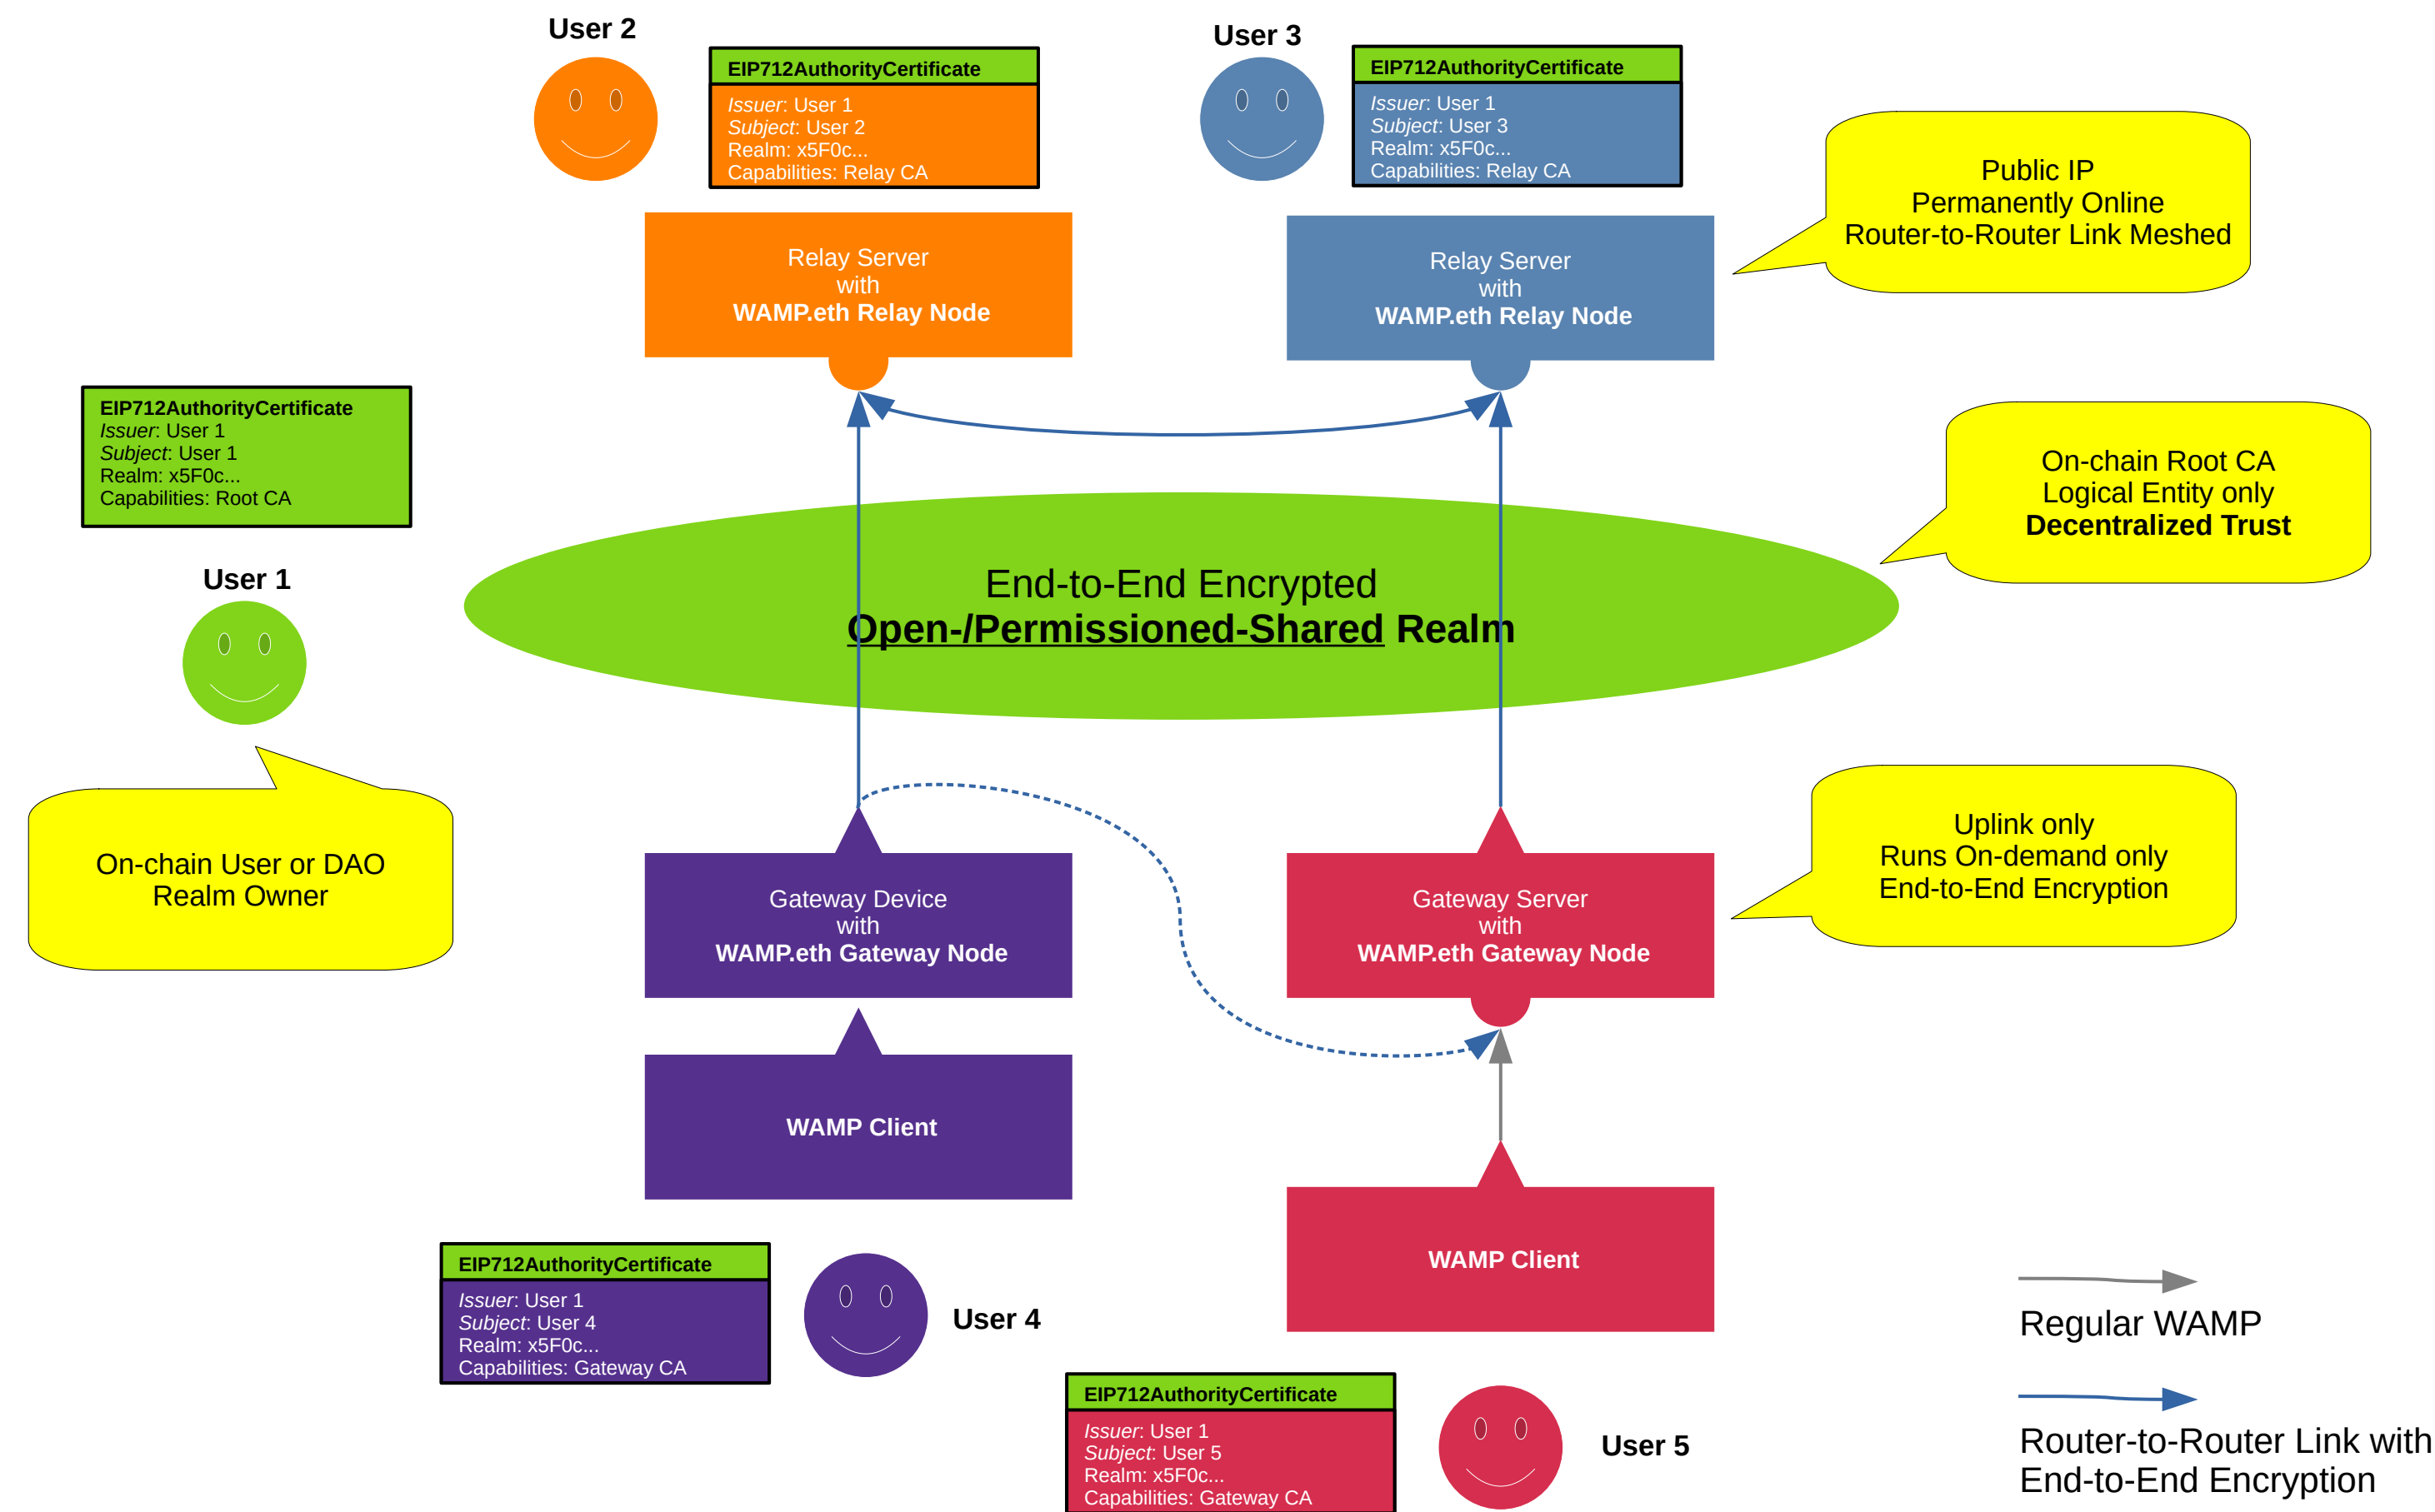 User 2
EIP712AuthorityCertificate
Issuer: User 1
Subject: User 2
Realm: x5F0c...
Capabilities: Relay CA
User 3
EIP712AuthorityCertificate
Issuer: User 1
Subject: User 3
Realm: x5F0c...
Capabilities: Relay CA
Public IP
Permanently Online
Router-to-Router Link Meshed
Relay Server
with
WAMP.eth Relay Node
Relay Server
with
WAMP.eth Relay Node
EIP712AuthorityCertificate
Issuer: User 1
Subject: User 1
Realm: x5F0c...
Capabilities: Root CA
On-chain Root CA
Logical Entity only
Decentralized Trust
User 1
End-to-End Encrypted
Open-/Permissioned-Shared Realm
On-chain User or DAO
Realm Owner
Gateway Device
with
WAMP.eth Gateway Node
Gateway Server
with
WAMP.eth Gateway Node
Uplink only
Runs On-demand only
End-to-End Encryption
WAMP Client
WAMP Client
EIP712AuthorityCertificate
Issuer: User 1
Subject: User 4
Realm: x5F0c...
Capabilities: Gateway CA
User 4
EIP712AuthorityCertificate
Issuer: User 1
Subject: User 5
Realm: x5F0c...
Capabilities: Gateway CA
User 5
Regular WAMP
Router-to-Router Link with
End-to-End Encryption